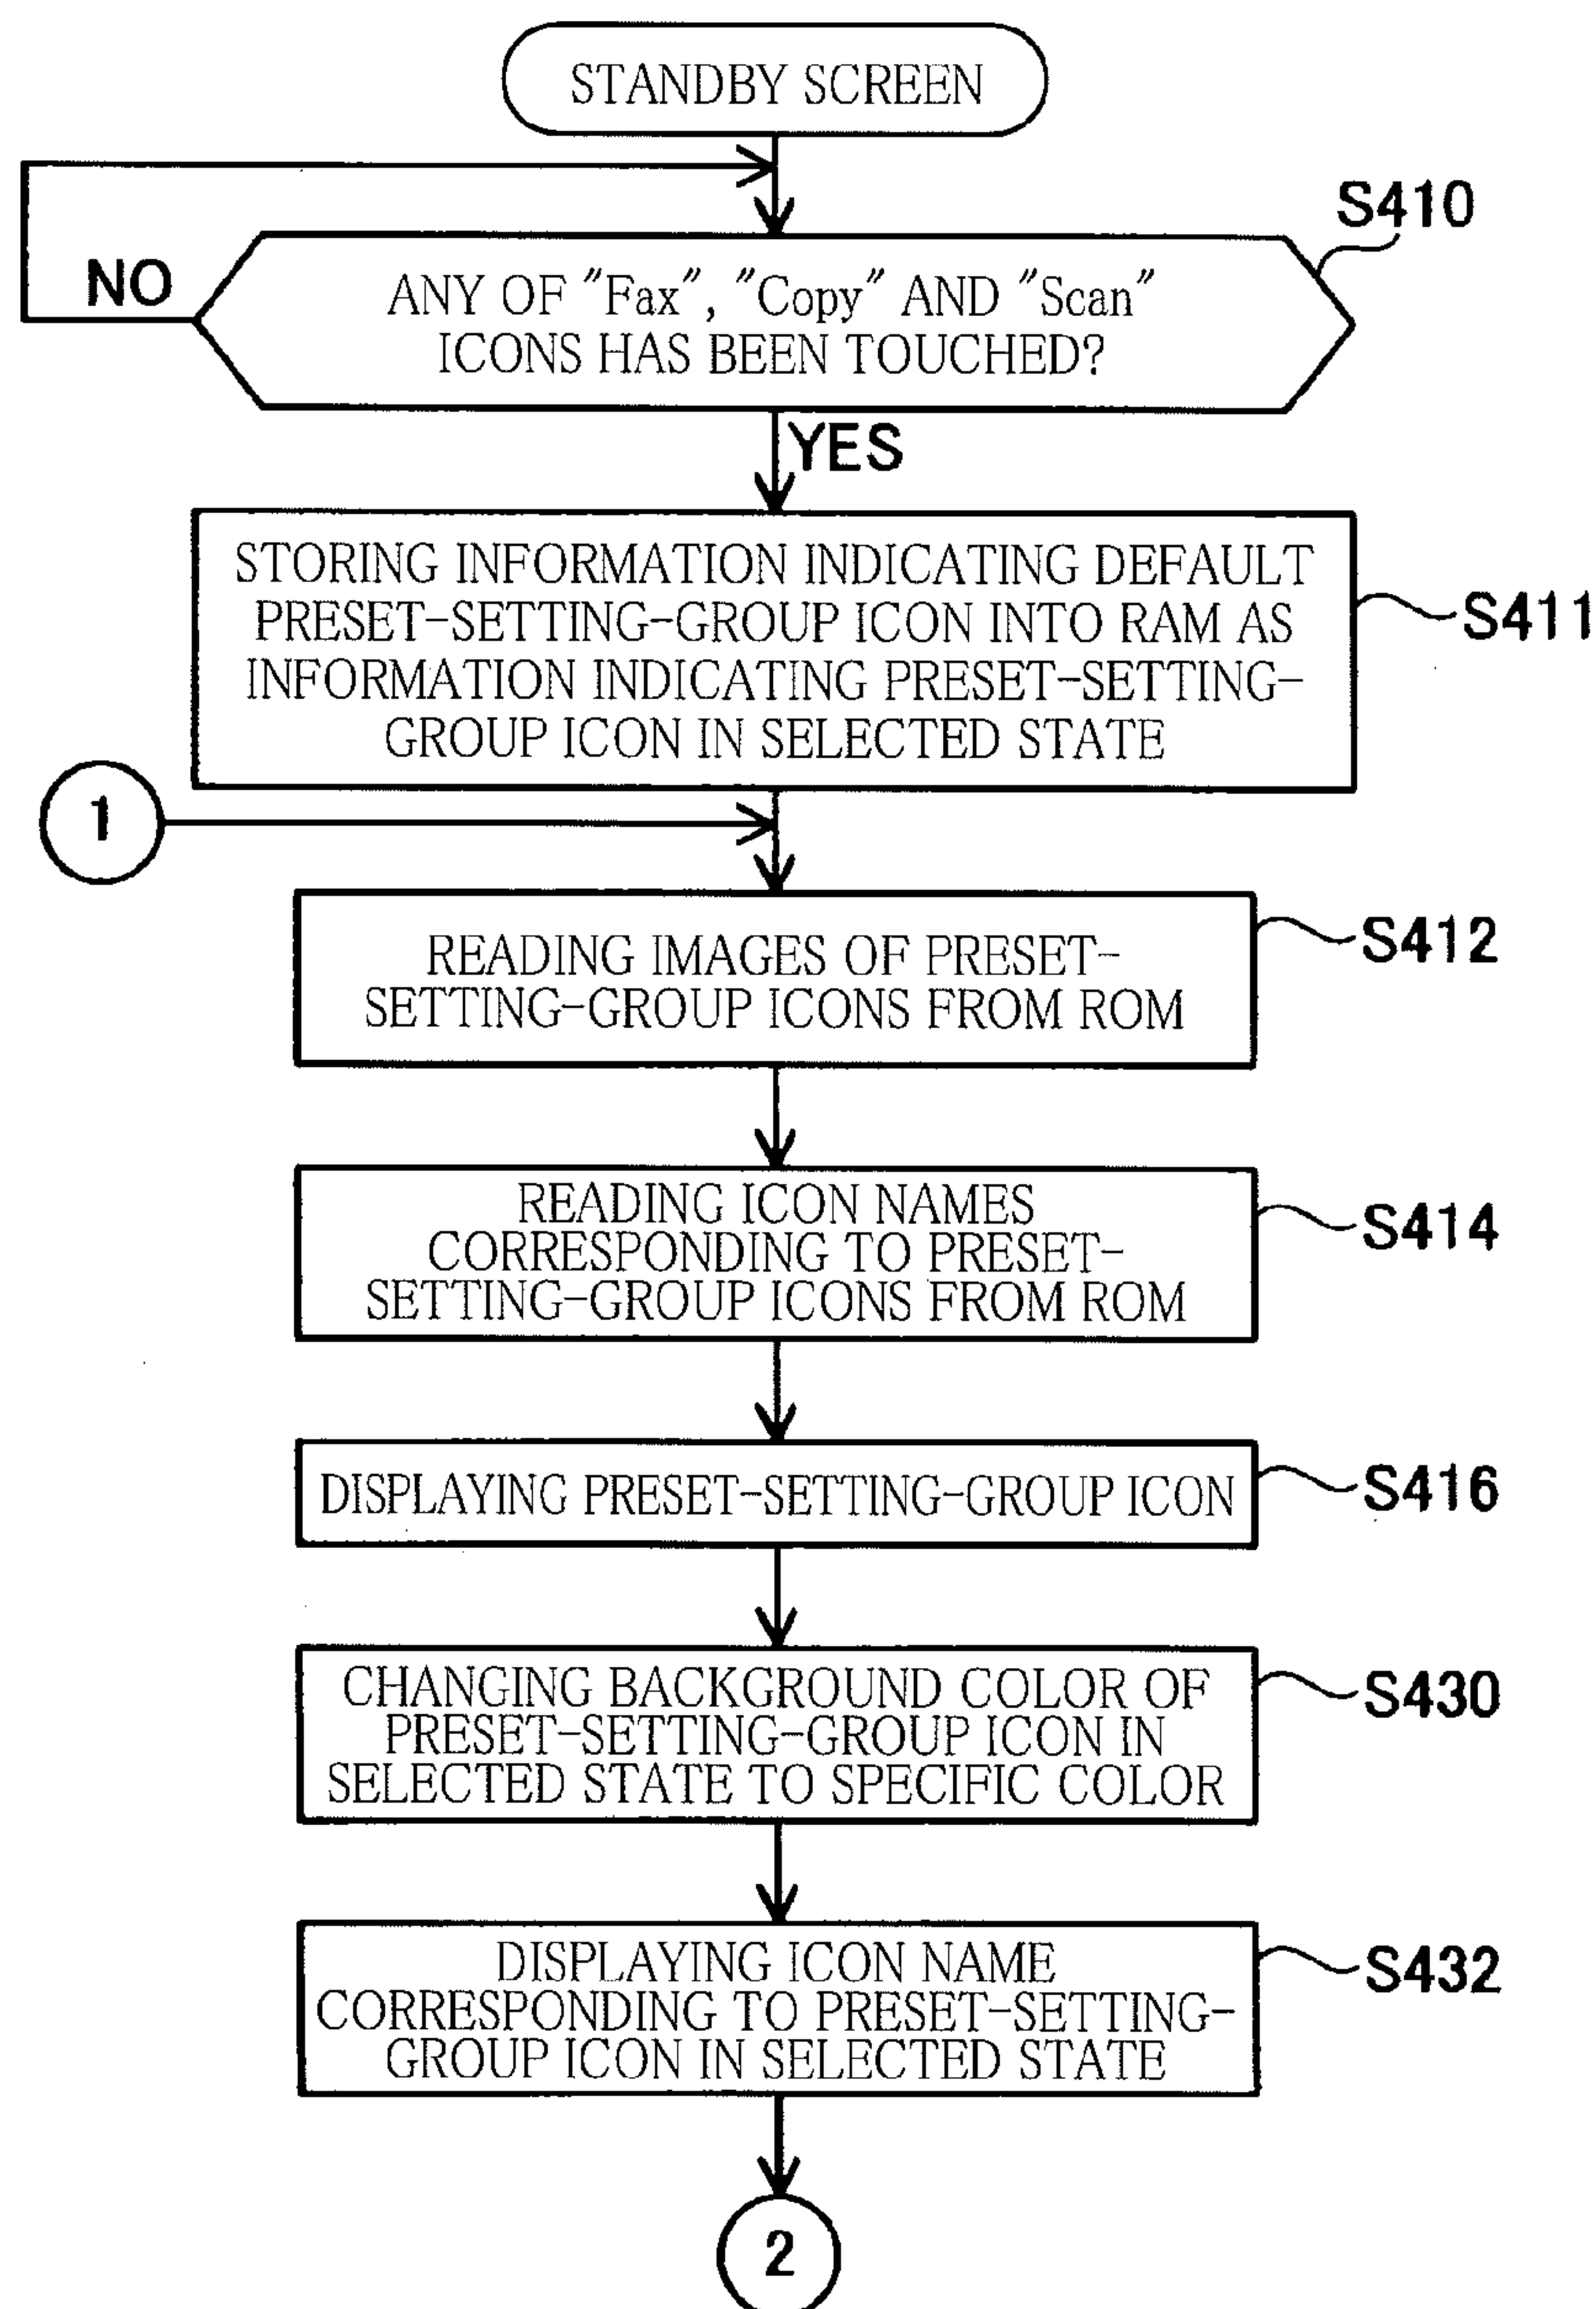 STANDBY SCREEN
S410
NO
ANY OF "Fax", "Copy" AND "Scan"
ICONS HAS BEEN TOUCHED?
YES
STORING INFORMATION INDICATING DEFAULT
PRESET-SETTING-GROUP ICON INTO RAM AS
INFORMATION INDICATING PRESET-SETTING-
GROUP ICON IN SELECTED STATE
S411
1
READING IMAGES OF PRESET-
SETTING-GROUP ICONS FROM ROM
S412
READING ICON NAMES
CORRESPONDING TO PRESET-
SETTING-GROUP ICONS FROM ROM
S414
DISPLAYING PRESET-SETTING-GROUP ICON
S416
CHANGING BACKGROUND COLOR OF
PRESET-SETTING-GROUP ICON IN
SELECTED STATE TO SPECIFIC COLOR
S430
DISPLAYING ICON NAME
CORRESPONDING TO PRESET-SETTING-
GROUP ICON IN SELECTED STATE
S432
2